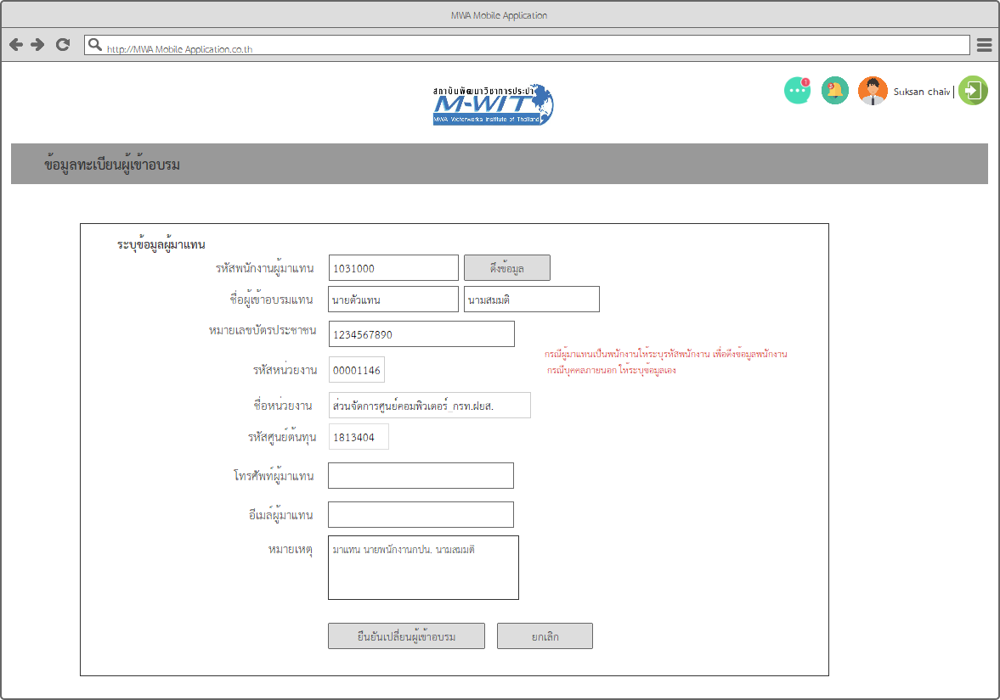 MWA Mobile Application
http://MWA Mobile Application.co.th
1
3
Suksan chaiv |
สถาบันพัฒนาวิชาการประปา
M-WIT
MWA Waterworks Institute of Thailand
ข้อมูลทะเบียนผู้เข้าอบรม
ระบุข้อมูลผู้มาแทน
รหัสพนักงานผู้มาแทน 1031000 ดึงข้อมูล
ชื่อผู้เข้าอบรมแทน นายตัวแทน นามสมมติ
หมายเลขบัตรประชาชน 1234567890
กรณีผู้มาแทนเป็นพนักงานให้ระบุรหัสพนักงาน เพื่อดึงข้อมูลพนักงาน
กรณีบุคคลภายนอก ให้ระบุข้อมูลเอง
รหัสหน่วยงาน 00001146
ชื่อหน่วยงาน ส่วนจัดการศูนย์คอมพิวเตอร์_กรท.ฝยส.
รหัสศูนย์ต้นทุน 1813404
โทรศัพท์ผู้มาแทน
อีเมล์ผู้มาแทน
หมายเหตุ มาแทน นายพนักงานกปน. นามสมมติ
ยืนยันเปลี่ยนผู้เข้าอบรม ยกเลิก